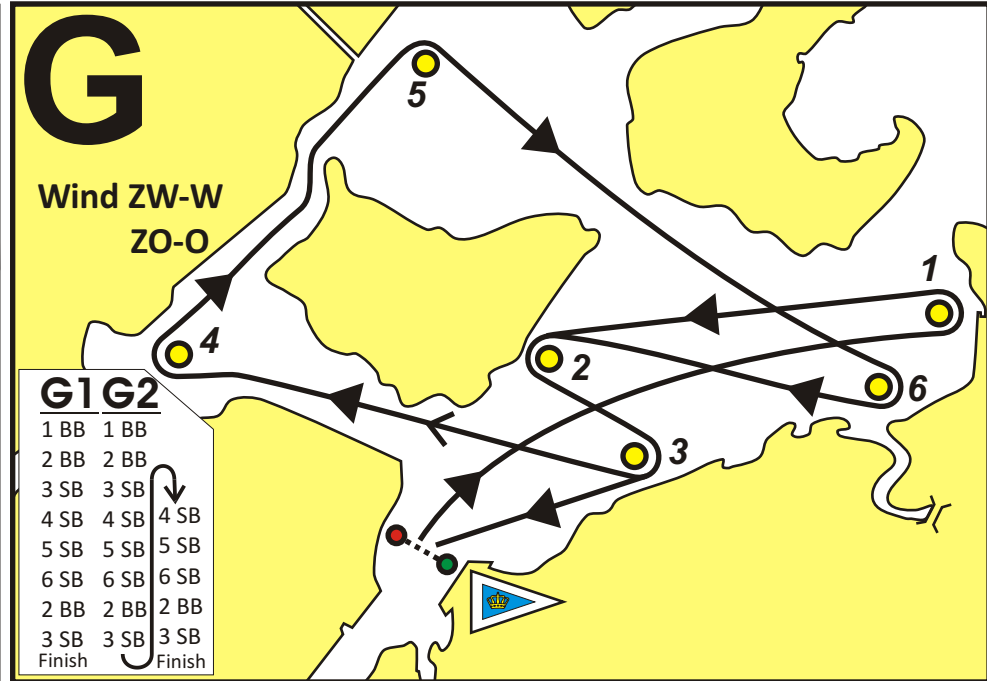 G
Wind ZW-W
ZO-O
5
1
4
2
6
3
G1 G2
1 BB 1 BB
2 BB 2 BB
3 SB 3 SB
4 SB 4 SB 4 SB
5 SB 5 SB 5 SB
6 SB 6 SB 6 SB
2 BB 2 BB 2 BB
3 SB 3 SB 3 SB
Finish Finish